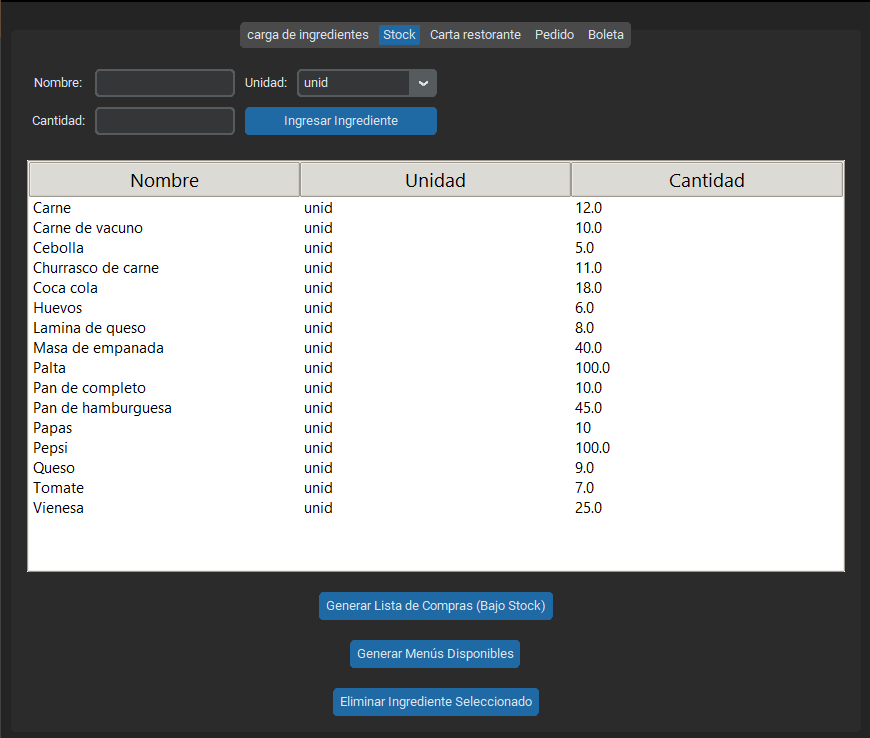 carga de ingredientes Stock Carta restorante Pedido Boleta
Nombre: Unidad: unid
Cantidad: Ingresar Ingrediente
Nombre Unidad Cantidad
Carne unid 12.0
Carne de vacuno unid 10.0
Cebolla unid 5.0
Churrasco de carne unid 11.0
Coca cola unid 18.0
Huevos unid 6.0
Lamina de queso unid 8.0
Masa de empanada unid 40.0
Palta unid 100.0
Pan de completo unid 10.0
Pan de hamburguesa unid 45.0
Papas unid 10
Pepsi unid 100.0
Queso unid 9.0
Tomate unid 7.0
Vienesa unid 25.0
Generar Lista de Compras (Bajo Stock)
Generar Menús Disponibles
Eliminar Ingrediente Seleccionado